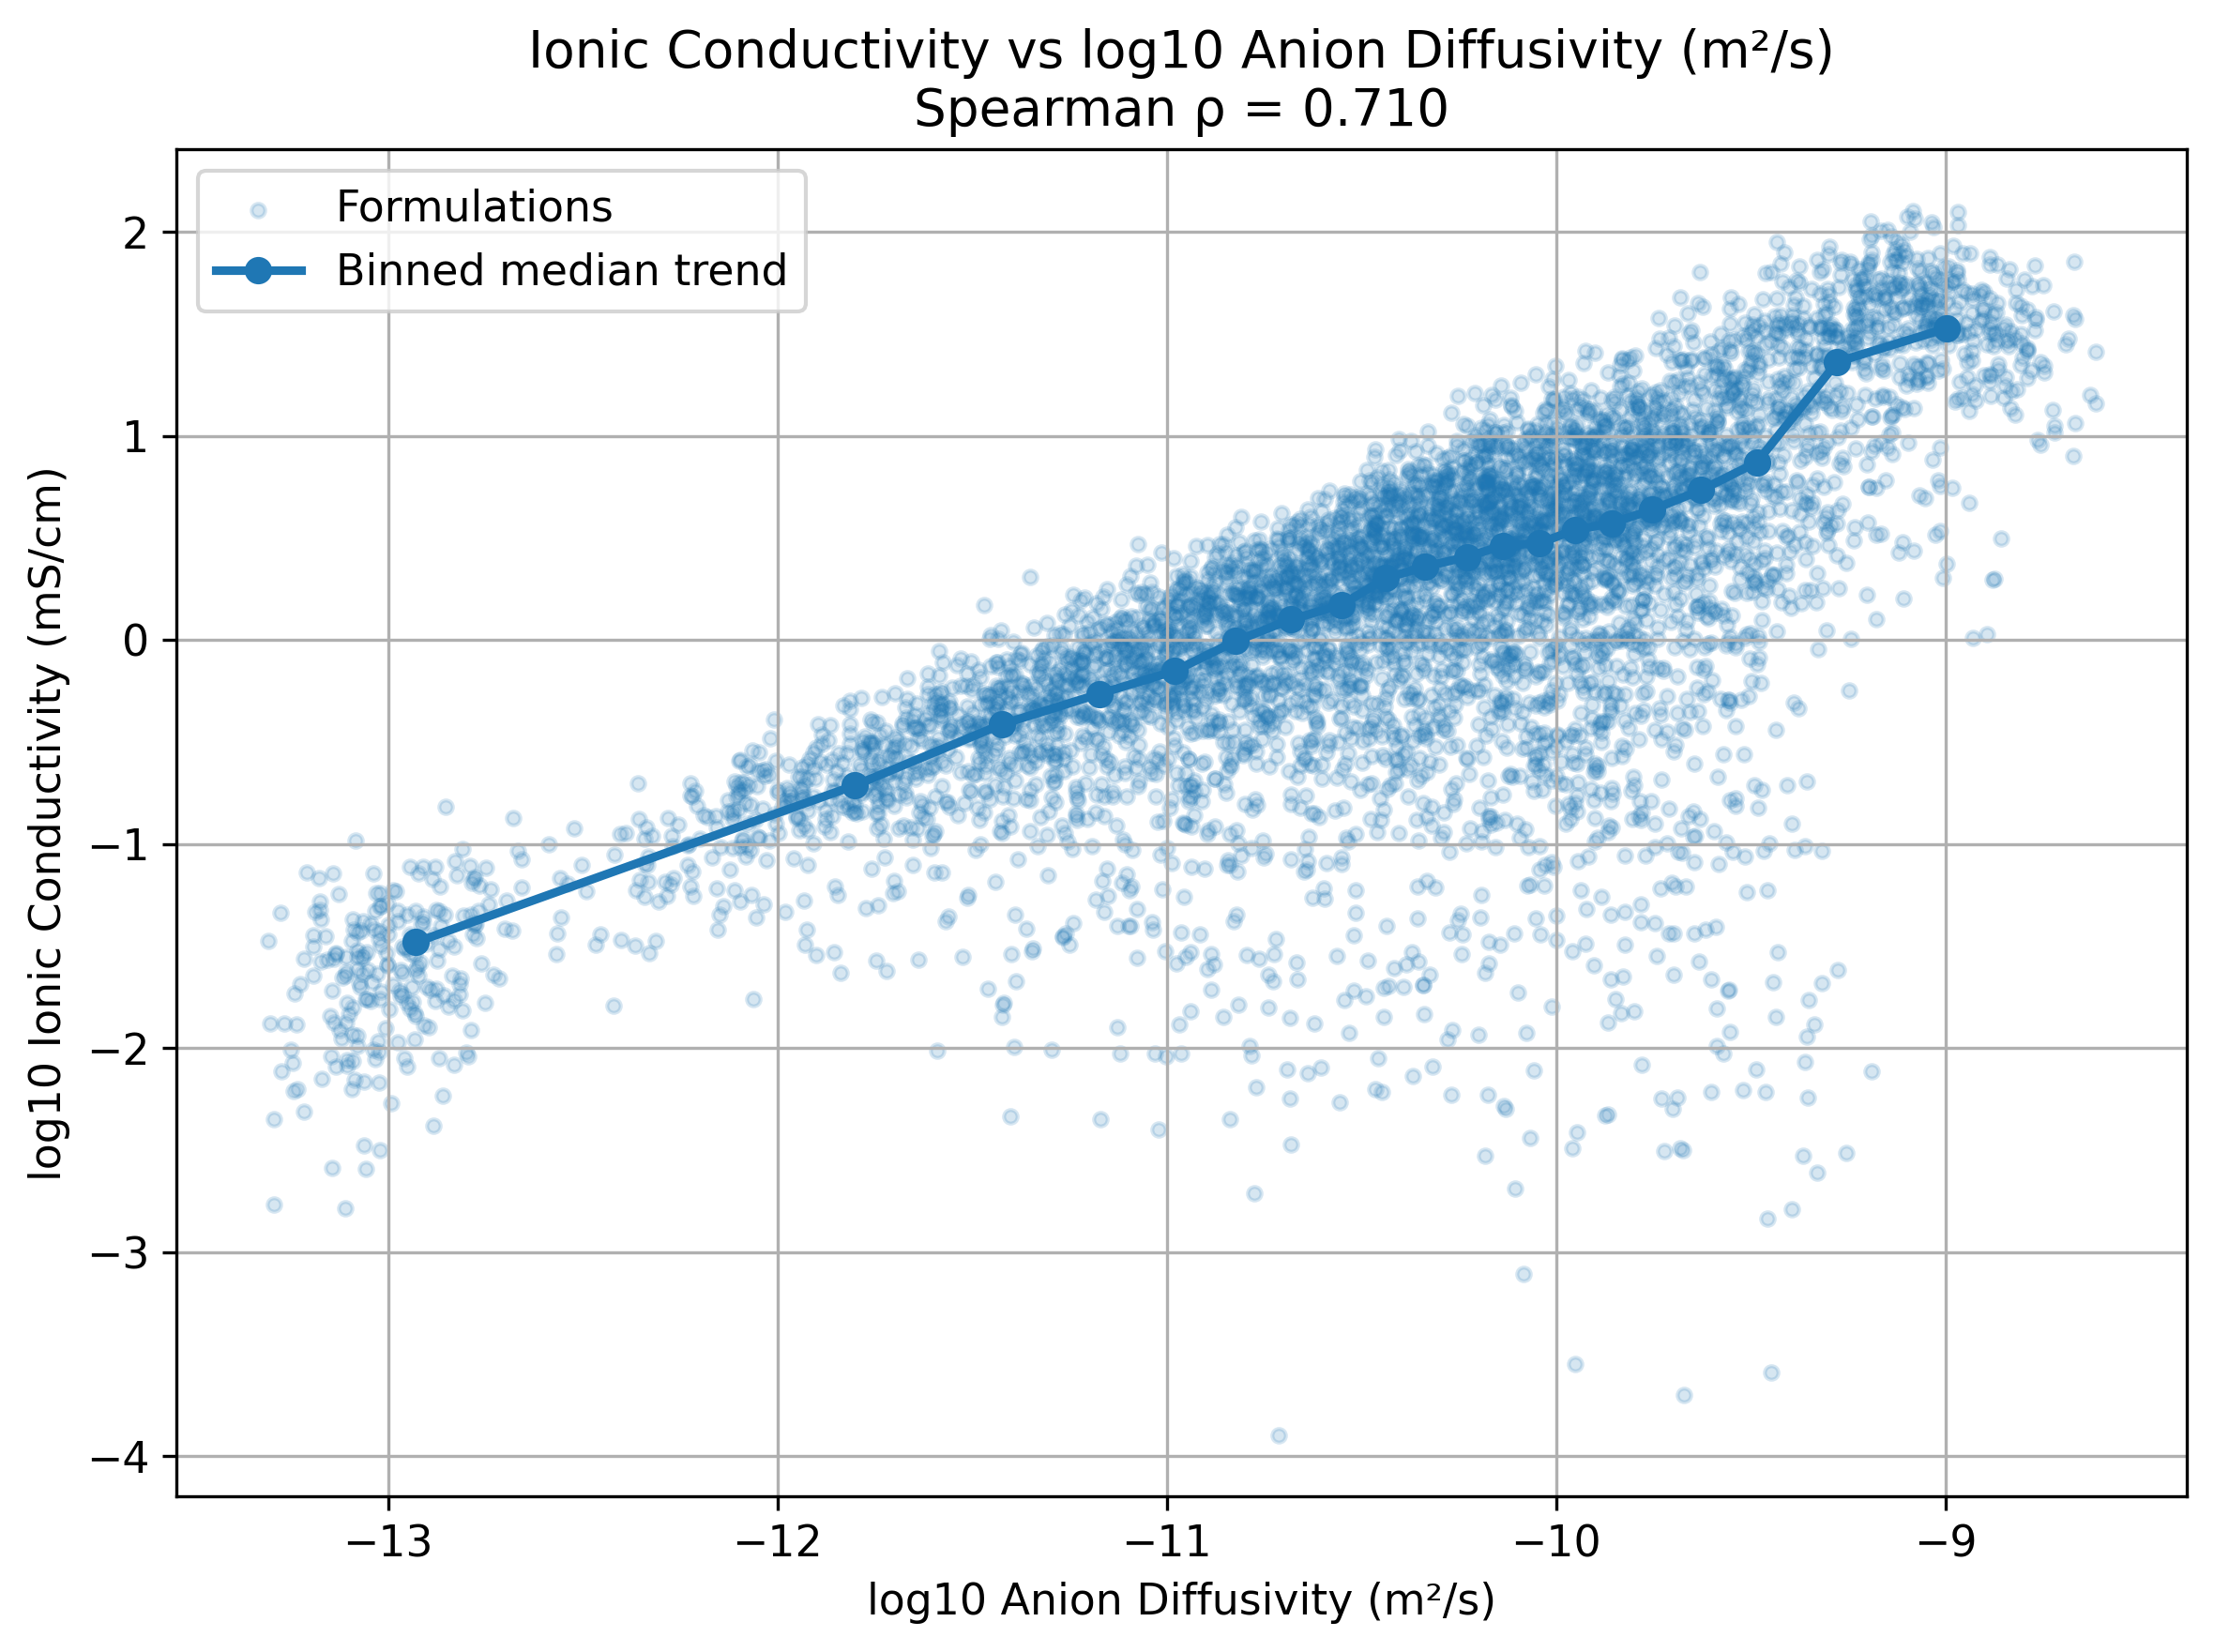 Ionic Conductivity vs log10 Anion Diffusivity (m²/s)
Spearman ρ = 0.710
Formulations
Binned median trend
log10 Ionic Conductivity (mS/cm)
2
1
0
−1
−2
−3
−4
−13
−12
−11
−10
−9
log10 Anion Diffusivity (m²/s)